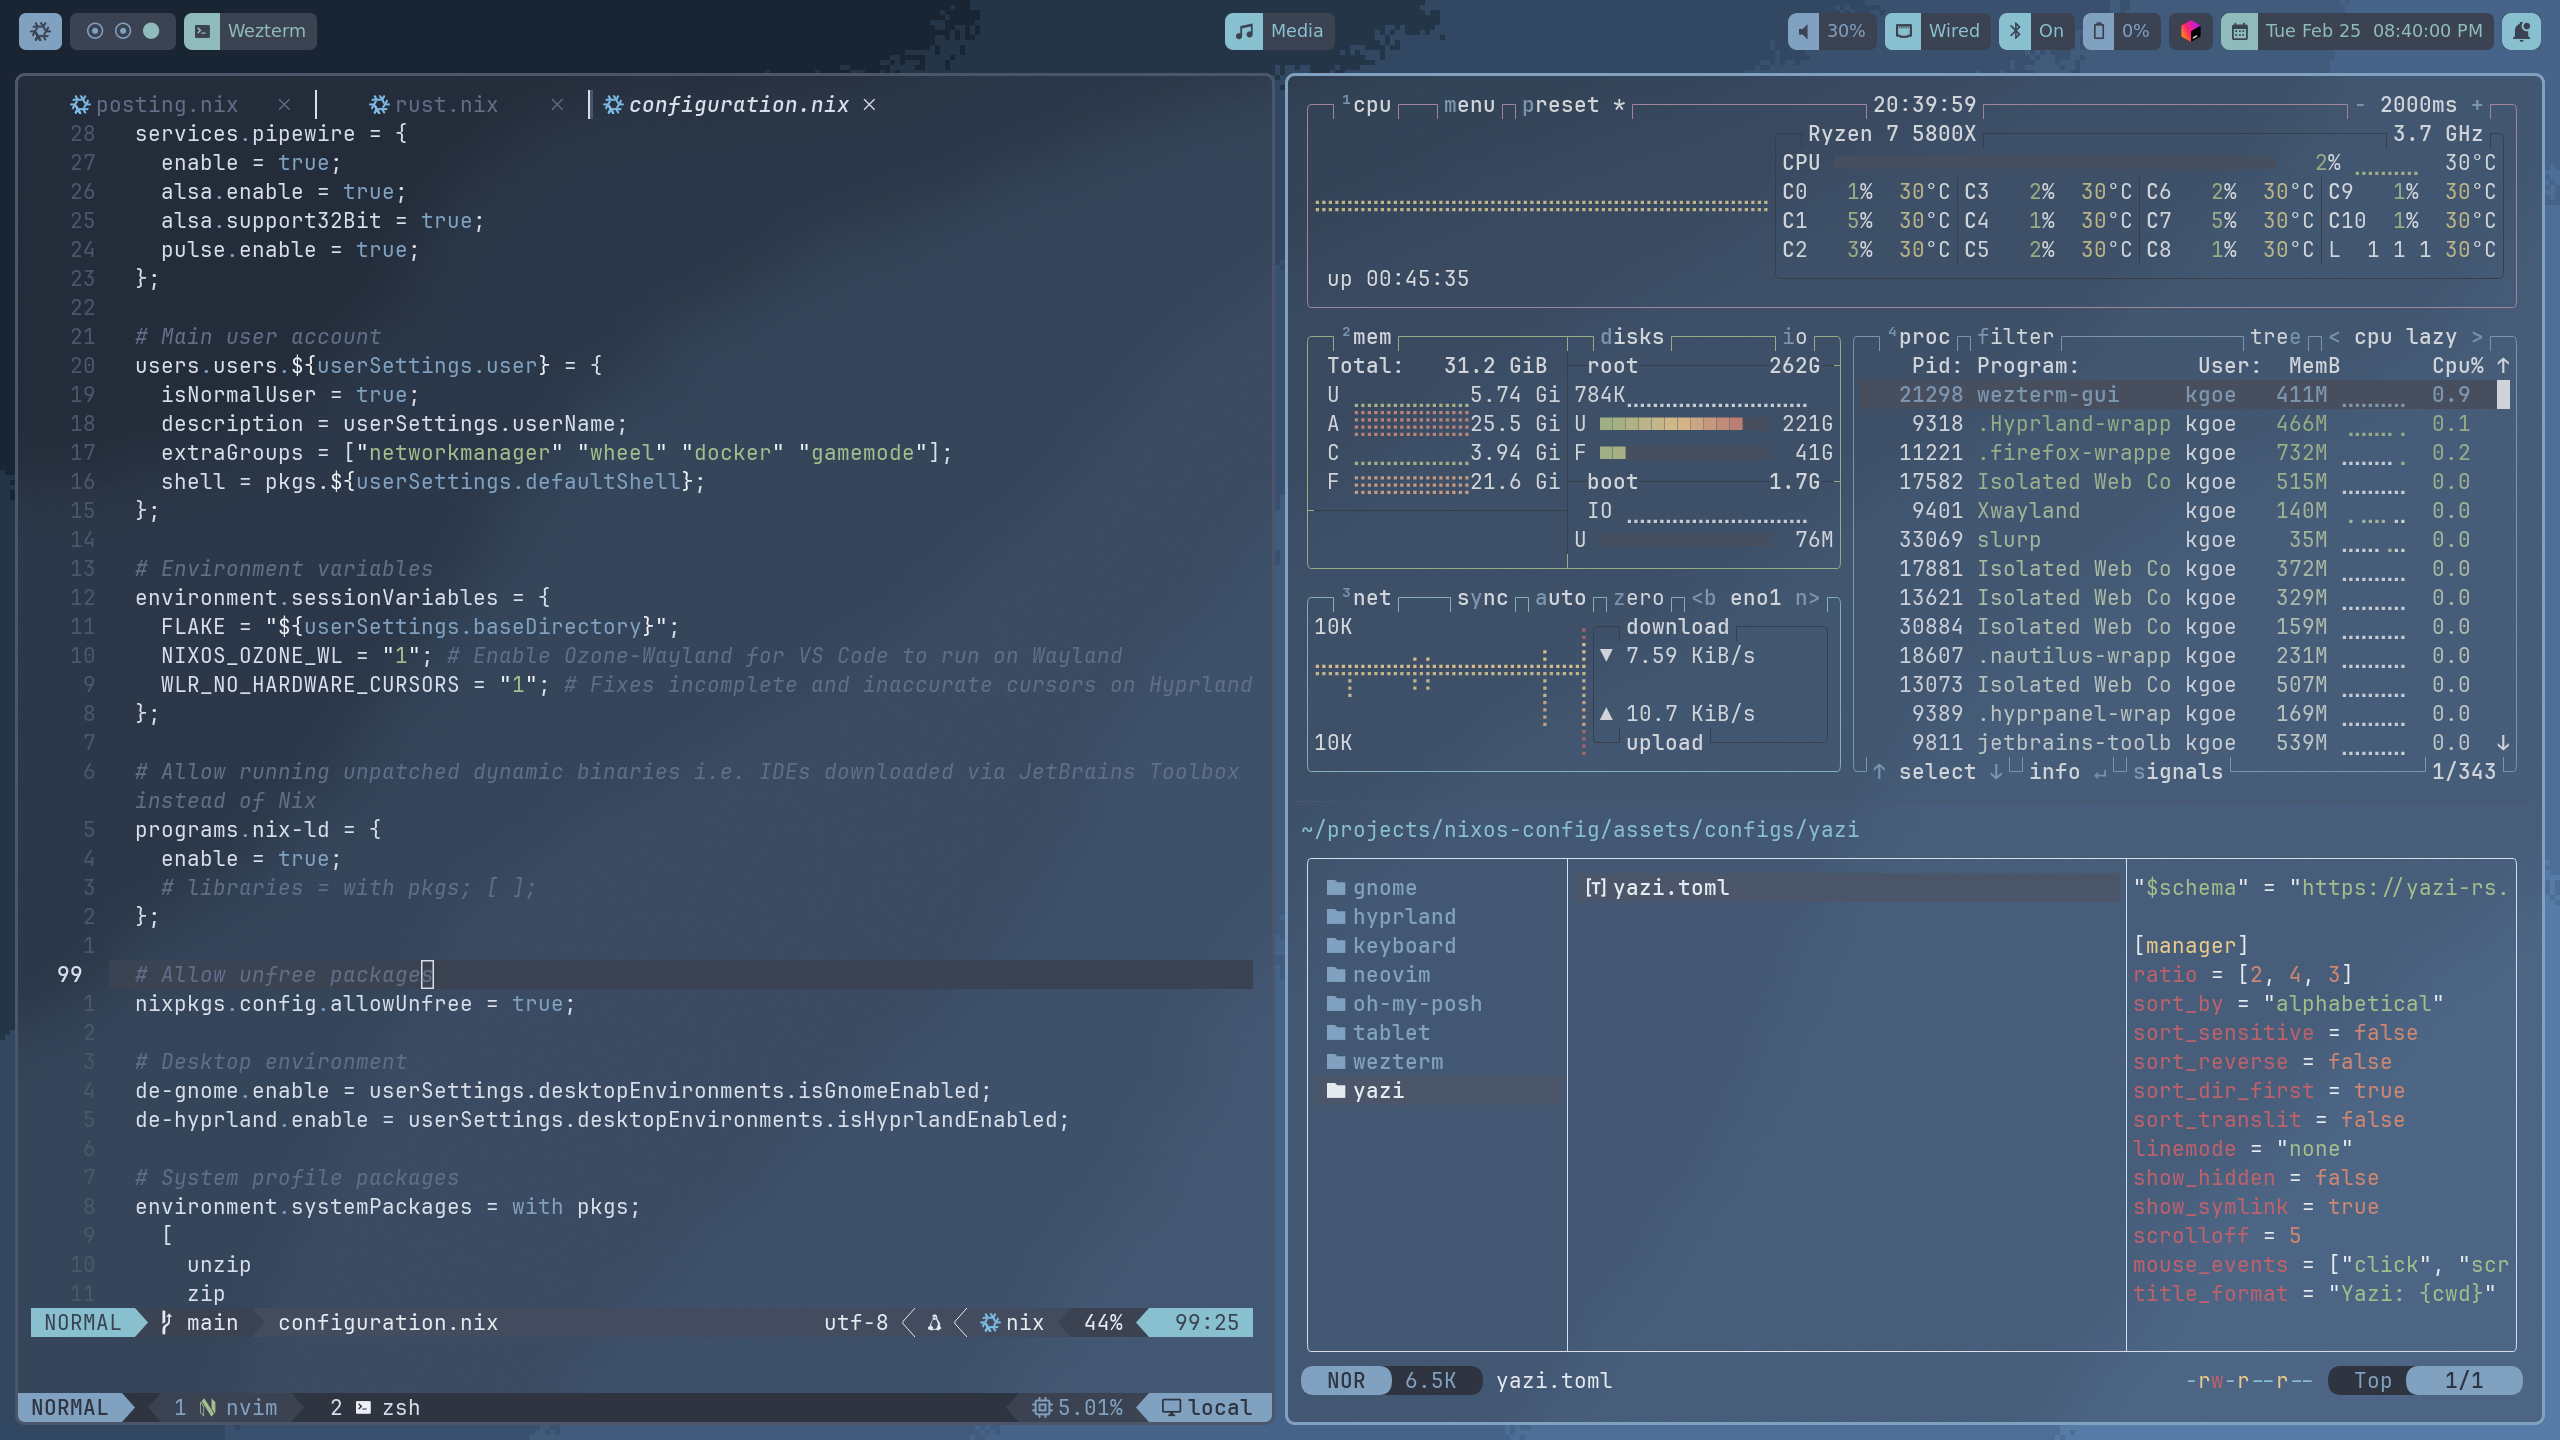 Wezterm
Media
30%
Wired
On
0%
Tue Feb 25 08:40:00 PM
posting.nix × rust.nix × configuration.nix ×
28 services.pipewire = {
27 enable = true;
26 alsa.enable = true;
25 alsa.support32Bit = true;
24 pulse.enable = true;
23 };
22
21 # Main user account
20 users.users.${userSettings.user} = {
19 isNormalUser = true;
18 description = userSettings.userName;
17 extraGroups = ["networkmanager" "wheel" "docker" "gamemode"];
16 shell = pkgs.${userSettings.defaultShell};
15 };
14
13 # Environment variables
12 environment.sessionVariables = {
11 FLAKE = "${userSettings.baseDirectory}";
10 NIXOS_OZONE_WL = "1"; # Enable Ozone-Wayland for VS Code to run on Wayland
9 WLR_NO_HARDWARE_CURSORS = "1"; # Fixes incomplete and inaccurate cursors on Hyprland
8 };
7
6 # Allow running unpatched dynamic binaries i.e. IDEs downloaded via JetBrains Toolbox
instead of Nix
5 programs.nix-ld = {
4 enable = true;
3 # libraries = with pkgs; [ ];
2 };
1
99 # Allow unfree packages
1 nixpkgs.config.allowUnfree = true;
2
3 # Desktop environment
4 de-gnome.enable = userSettings.desktopEnvironments.isGnomeEnabled;
5 de-hyprland.enable = userSettings.desktopEnvironments.isHyprlandEnabled;
6
7 # System profile packages
8 environment.systemPackages = with pkgs;
9 [
10 unzip
11 zip
NORMAL main configuration.nix utf-8 nix 44% 99:25
NORMAL 1 nvim 2 zsh 5.01% local
1cpu menu preset * 20:39:59 - 2000ms +
Ryzen 7 5800X 3.7 GHz
CPU 2% 30°C
C0 1% 30°C C3 2% 30°C C6 2% 30°C C9 1% 30°C
C1 5% 30°C C4 1% 30°C C7 5% 30°C C10 1% 30°C
C2 3% 30°C C5 2% 30°C C8 1% 30°C L 1 1 1 30°C
up 00:45:35
2mem disks io
Total: 31.2 GiB root 262G
U 5.74 Gi 784K
A 25.5 Gi U 221G
C 3.94 Gi F 41G
F 21.6 Gi boot 1.7G
IO
U 76M
3net sync auto zero <b eno1 n>
10K download
▼ 7.59 KiB/s
▲ 10.7 KiB/s
10K upload
4proc filter tree < cpu lazy >
Pid: Program: User: MemB Cpu% ↑
21298 wezterm-gui kgoe 411M 0.9
9318 .Hyprland-wrapp kgoe 466M 0.1
11221 .firefox-wrappe kgoe 732M 0.2
17582 Isolated Web Co kgoe 515M 0.0
9401 Xwayland kgoe 140M 0.0
33069 slurp kgoe 35M 0.0
17881 Isolated Web Co kgoe 372M 0.0
13621 Isolated Web Co kgoe 329M 0.0
30884 Isolated Web Co kgoe 159M 0.0
18607 .nautilus-wrapp kgoe 231M 0.0
13073 Isolated Web Co kgoe 507M 0.0
9389 .hyprpanel-wrap kgoe 169M 0.0
9811 jetbrains-toolb kgoe 539M 0.0 ↓
↑ select ↓ info ↵ signals 1/343
~/projects/nixos-config/assets/configs/yazi
gnome
hyprland
keyboard
neovim
oh-my-posh
tablet
wezterm
yazi
[T] yazi.toml
"$schema" = "https://yazi-rs.
[manager]
ratio = [2, 4, 3]
sort_by = "alphabetical"
sort_sensitive = false
sort_reverse = false
sort_dir_first = true
sort_translit = false
linemode = "none"
show_hidden = false
show_symlink = true
scrolloff = 5
mouse_events = ["click", "scr
title_format = "Yazi: {cwd}"
NOR 6.5K yazi.toml -rw-r--r-- Top 1/1